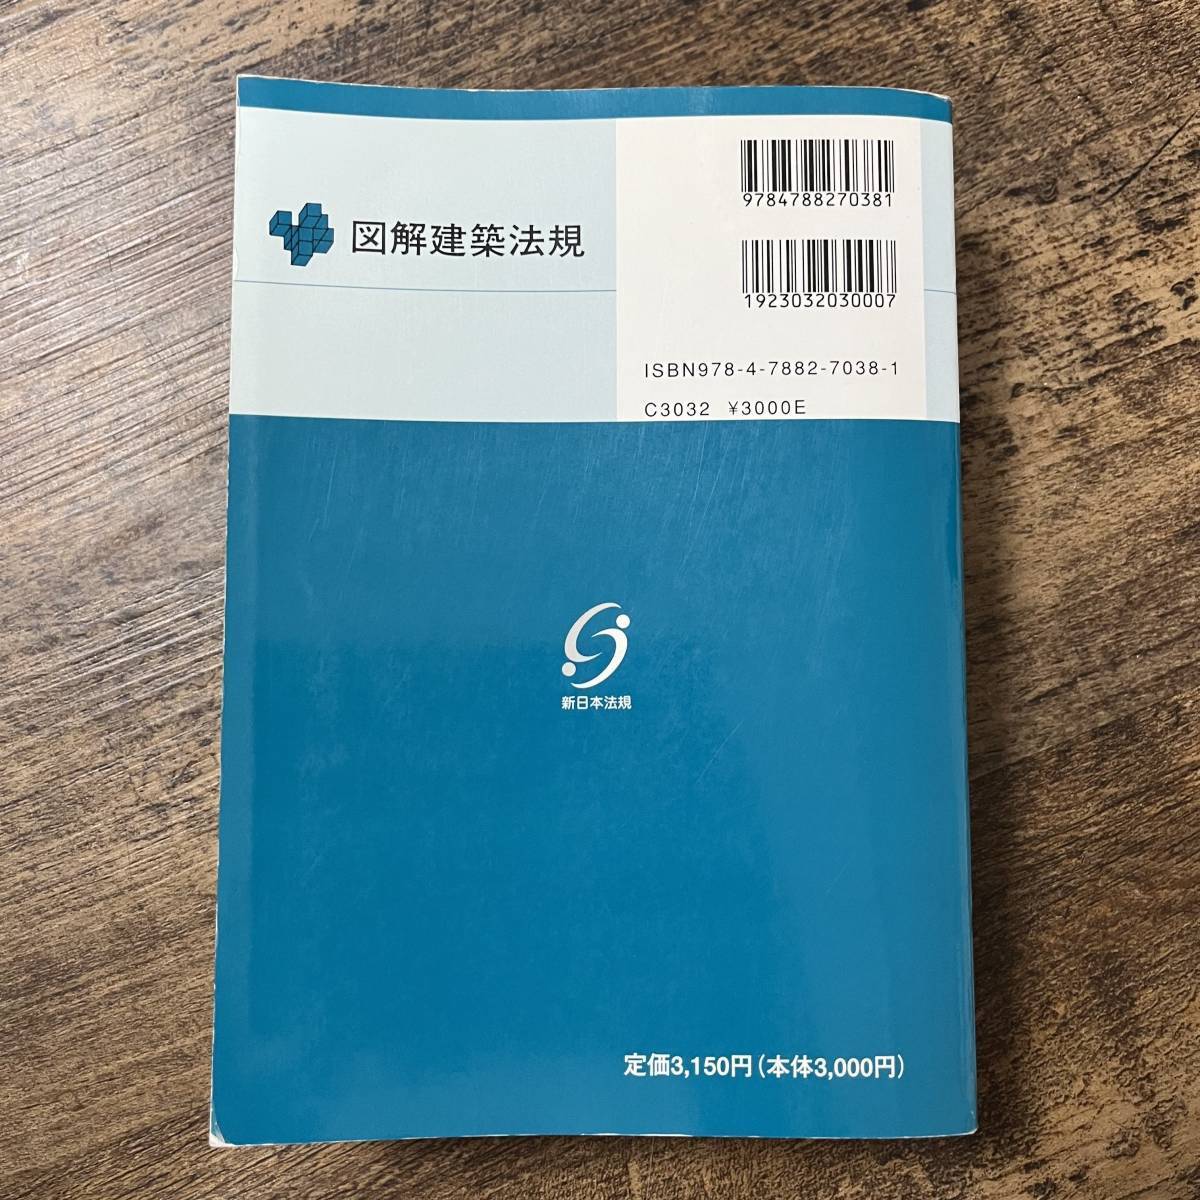 9784788270381
図解建築法規
1923032030007
ISBN978-4-7882-7038-1
C3032 ¥3000E
新日本法規
定価3,150円(本体3,000円)